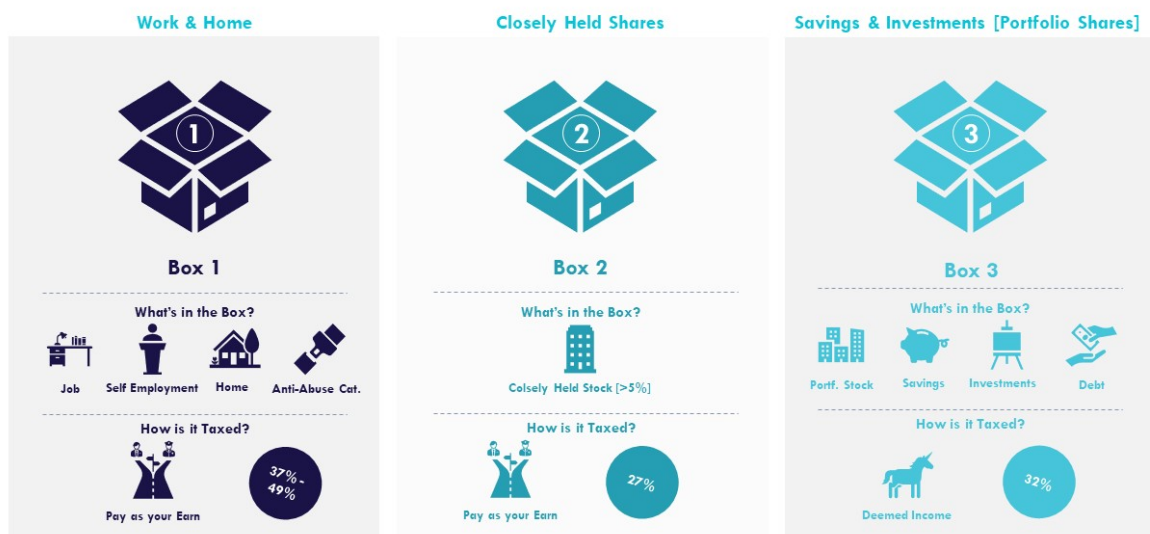 Work & Home
1
Box 1
What's in the Box?
Job
Self Employment
Home
Anti-Abuse Cat.
How is it Taxed?
37% -
49%
Pay as your Earn
Closely Held Shares
2
Box 2
What's in the Box?
Colsely Held Stock [>5%]
How is it Taxed?
27%
Pay as your Earn
Savings & Investments [Portfolio Shares]
3
Box 3
What's in the Box?
Portf. Stock
Savings
Investments
Debt
How is it Taxed?
32%
Deemed Income